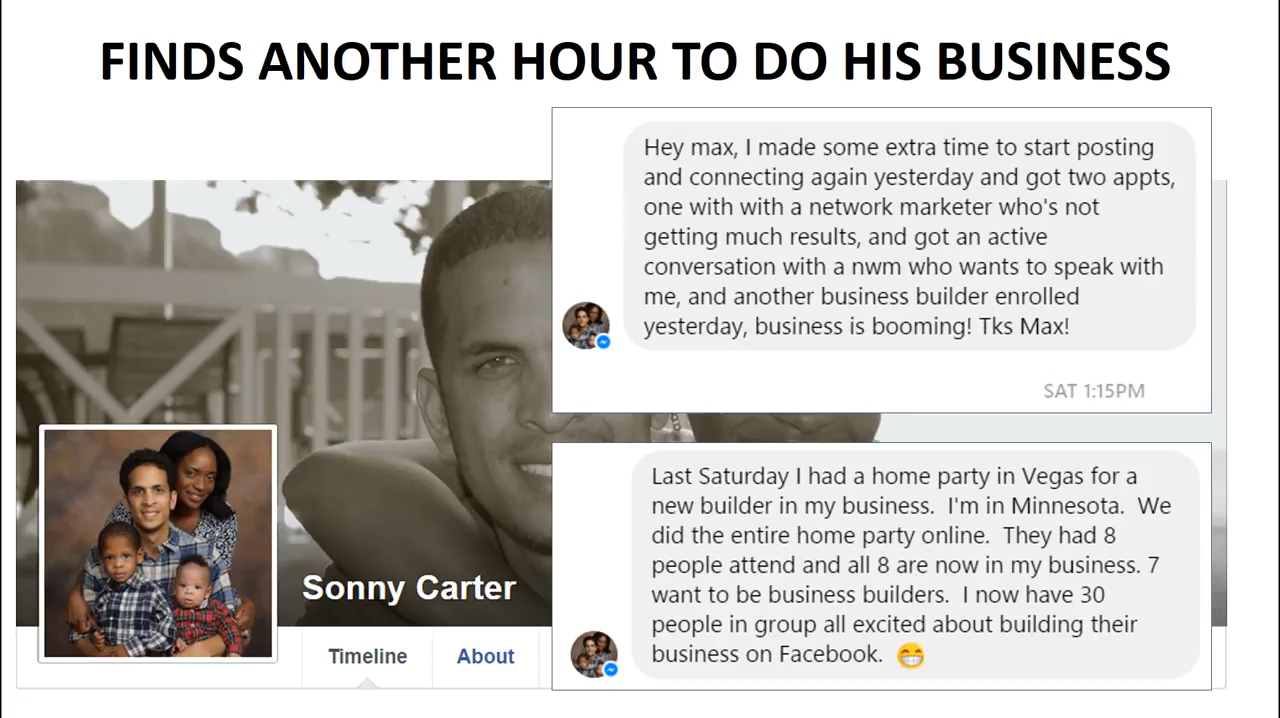 FINDS ANOTHER HOUR TO DO HIS BUSINESS
Hey max, I made some extra time to start posting
and connecting again yesterday and got two appts,
one with with a network marketer who's not
getting much results, and got an active
conversation with a nwm who wants to speak with
me, and another business builder enrolled
yesterday, business is booming! Tks Max!
SAT 1:15PM
Last Saturday I had a home party in Vegas for a
new builder in my business.  I'm in Minnesota.  We
did the entire home party online.  They had 8
people attend and all 8 are now in my business. 7
want to be business builders.  I now have 30
people in group all excited about building their
business on Facebook. 😁
Sonny Carter
Timeline
About